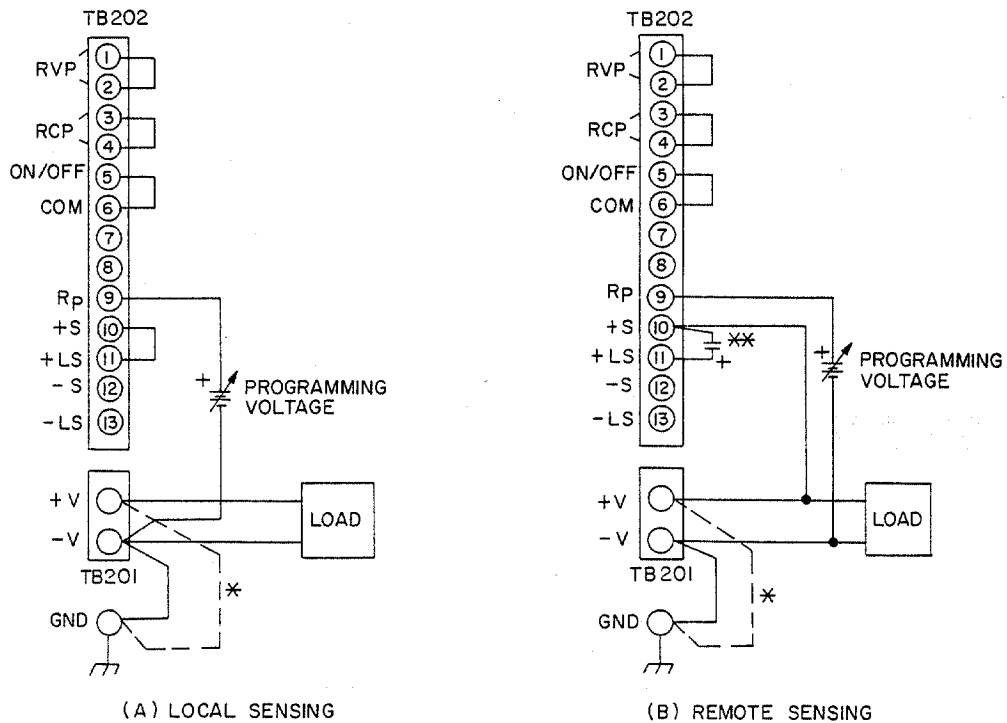 TB202
RVP
1
2
RCP
3
4
ON/OFF
5
COM
6
7
8
Rp
9
+S
10
+LS
11
-S
12
-LS
13
+
PROGRAMMING
VOLTAGE
+V
-V
LOAD
TB201
*
GND
(A) LOCAL SENSING
TB202
RVP
1
2
RCP
3
4
ON/OFF
5
COM
6
7
8
Rp
9
+S
10
**
+LS
11
+
-S
12
-LS
13
+
PROGRAMMING
VOLTAGE
+V
-V
LOAD
TB201
*
GND
(B) REMOTE SENSING